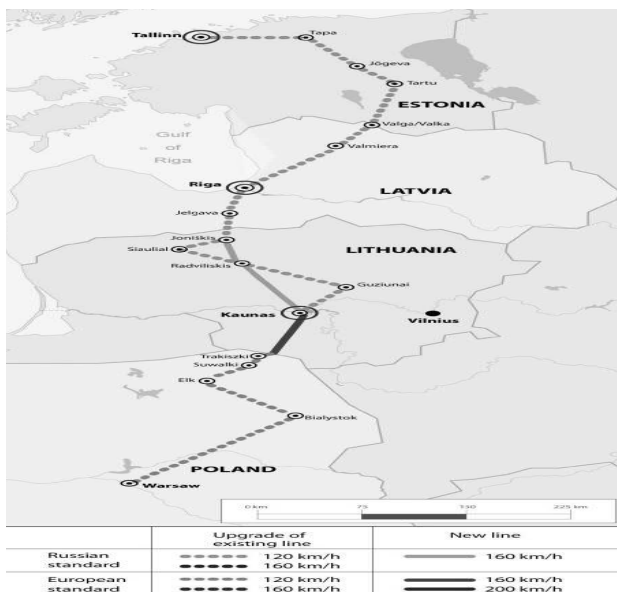 Tallinn
Tapa
Jõgeva
Tartu
ESTONIA
Valga/Valka
Gulf
of
Riga
Valmiera
Riga
LATVIA
Jelgava
Joniškis
Siauliai
LITHUANIA
Radviliskis
Guziunai
Kaunas
Vilnius
Trakiszki
Suwalki
Elk
Bialystok
POLAND
Warsaw
0 km 75 150 225 km
Upgrade of
existing line
New line
Russian
standard
120 km/h
160 km/h
160 km/h
European
standard
120 km/h
160 km/h
160 km/h
200 km/h